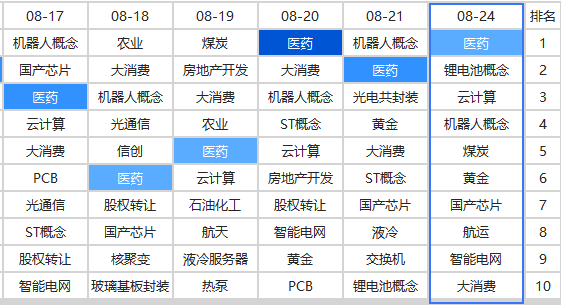 08-17 08-18 08-19 08-20 08-21 08-24 排名
机器人概念 农业 煤炭 医药 机器人概念 医药 1
国产芯片 大消费 房地产开发 大消费 医药 锂电池概念 2
医药 机器人概念 大消费 机器人概念 光电共封装 云计算 3
云计算 光通信 农业 ST概念 黄金 机器人概念 4
大消费 信创 医药 云计算 大消费 煤炭 5
PCB 医药 云计算 房地产开发 ST概念 黄金 6
光通信 股权转让 石油化工 股权转让 国产芯片 国产芯片 7
ST概念 国产芯片 航天 智能电网 液冷 航运 8
股权转让 核聚变 液冷服务器 黄金 交换机 智能电网 9
智能电网 玻璃基板封装 热泵 PCB 锂电池概念 大消费 10